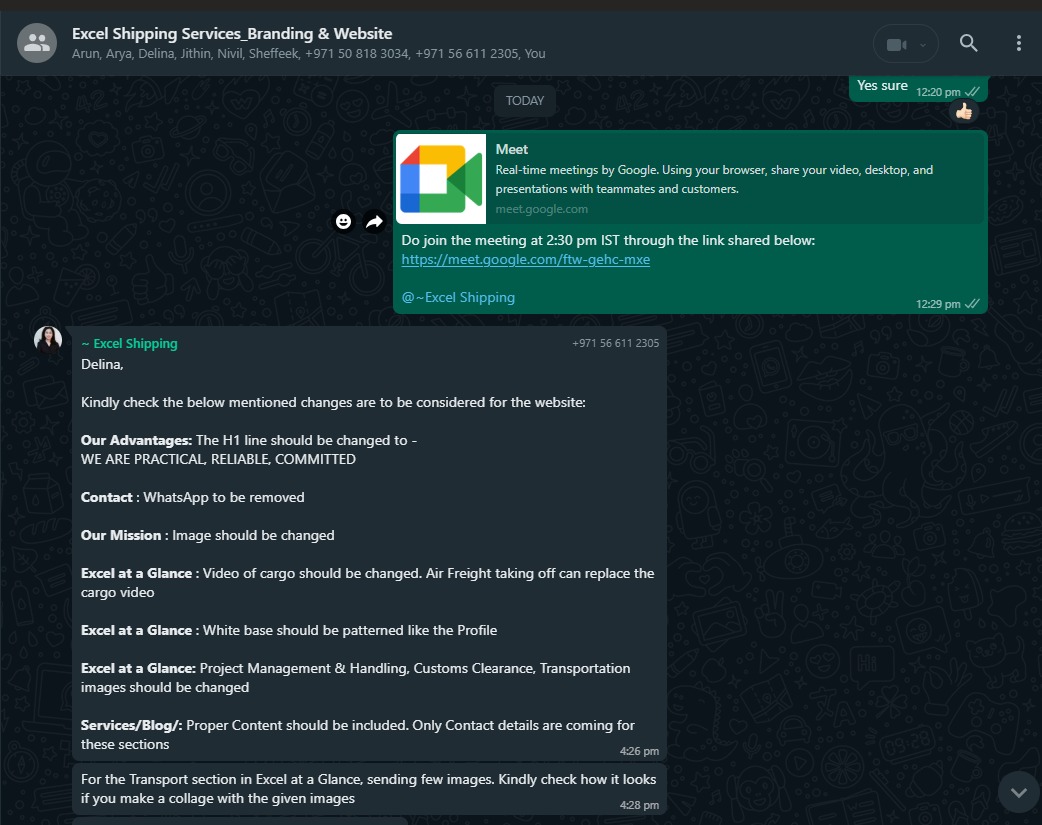 Excel Shipping Services_Branding & Website
Arun, Arya, Delina, Jithin, Nivil, Sheffeek, +971 50 818 3034, +971 56 611 2305, You
Yes sure 12:20 pm
TODAY
Meet
Real-time meetings by Google. Using your browser, share your video, desktop, and
presentations with teammates and customers.
meet.google.com
Do join the meeting at 2:30 pm IST through the link shared below:
https://meet.google.com/ftw-gehc-mxe
@~Excel Shipping
12:29 pm
~ Excel Shipping +971 56 611 2305
Delina,
Kindly check the below mentioned changes are to be considered for the website:
Our Advantages: The H1 line should be changed to -
WE ARE PRACTICAL, RELIABLE, COMMITTED
Contact : WhatsApp to be removed
Our Mission : Image should be changed
Excel at a Glance : Video of cargo should be changed. Air Freight taking off can replace the
cargo video
Excel at a Glance : White base should be patterned like the Profile
Excel at a Glance: Project Management & Handling, Customs Clearance, Transportation
images should be changed
Services/Blog/: Proper Content should be included. Only Contact details are coming for
these sections
4:26 pm
For the Transport section in Excel at a Glance, sending few images. Kindly check how it looks
if you make a collage with the given images
4:28 pm